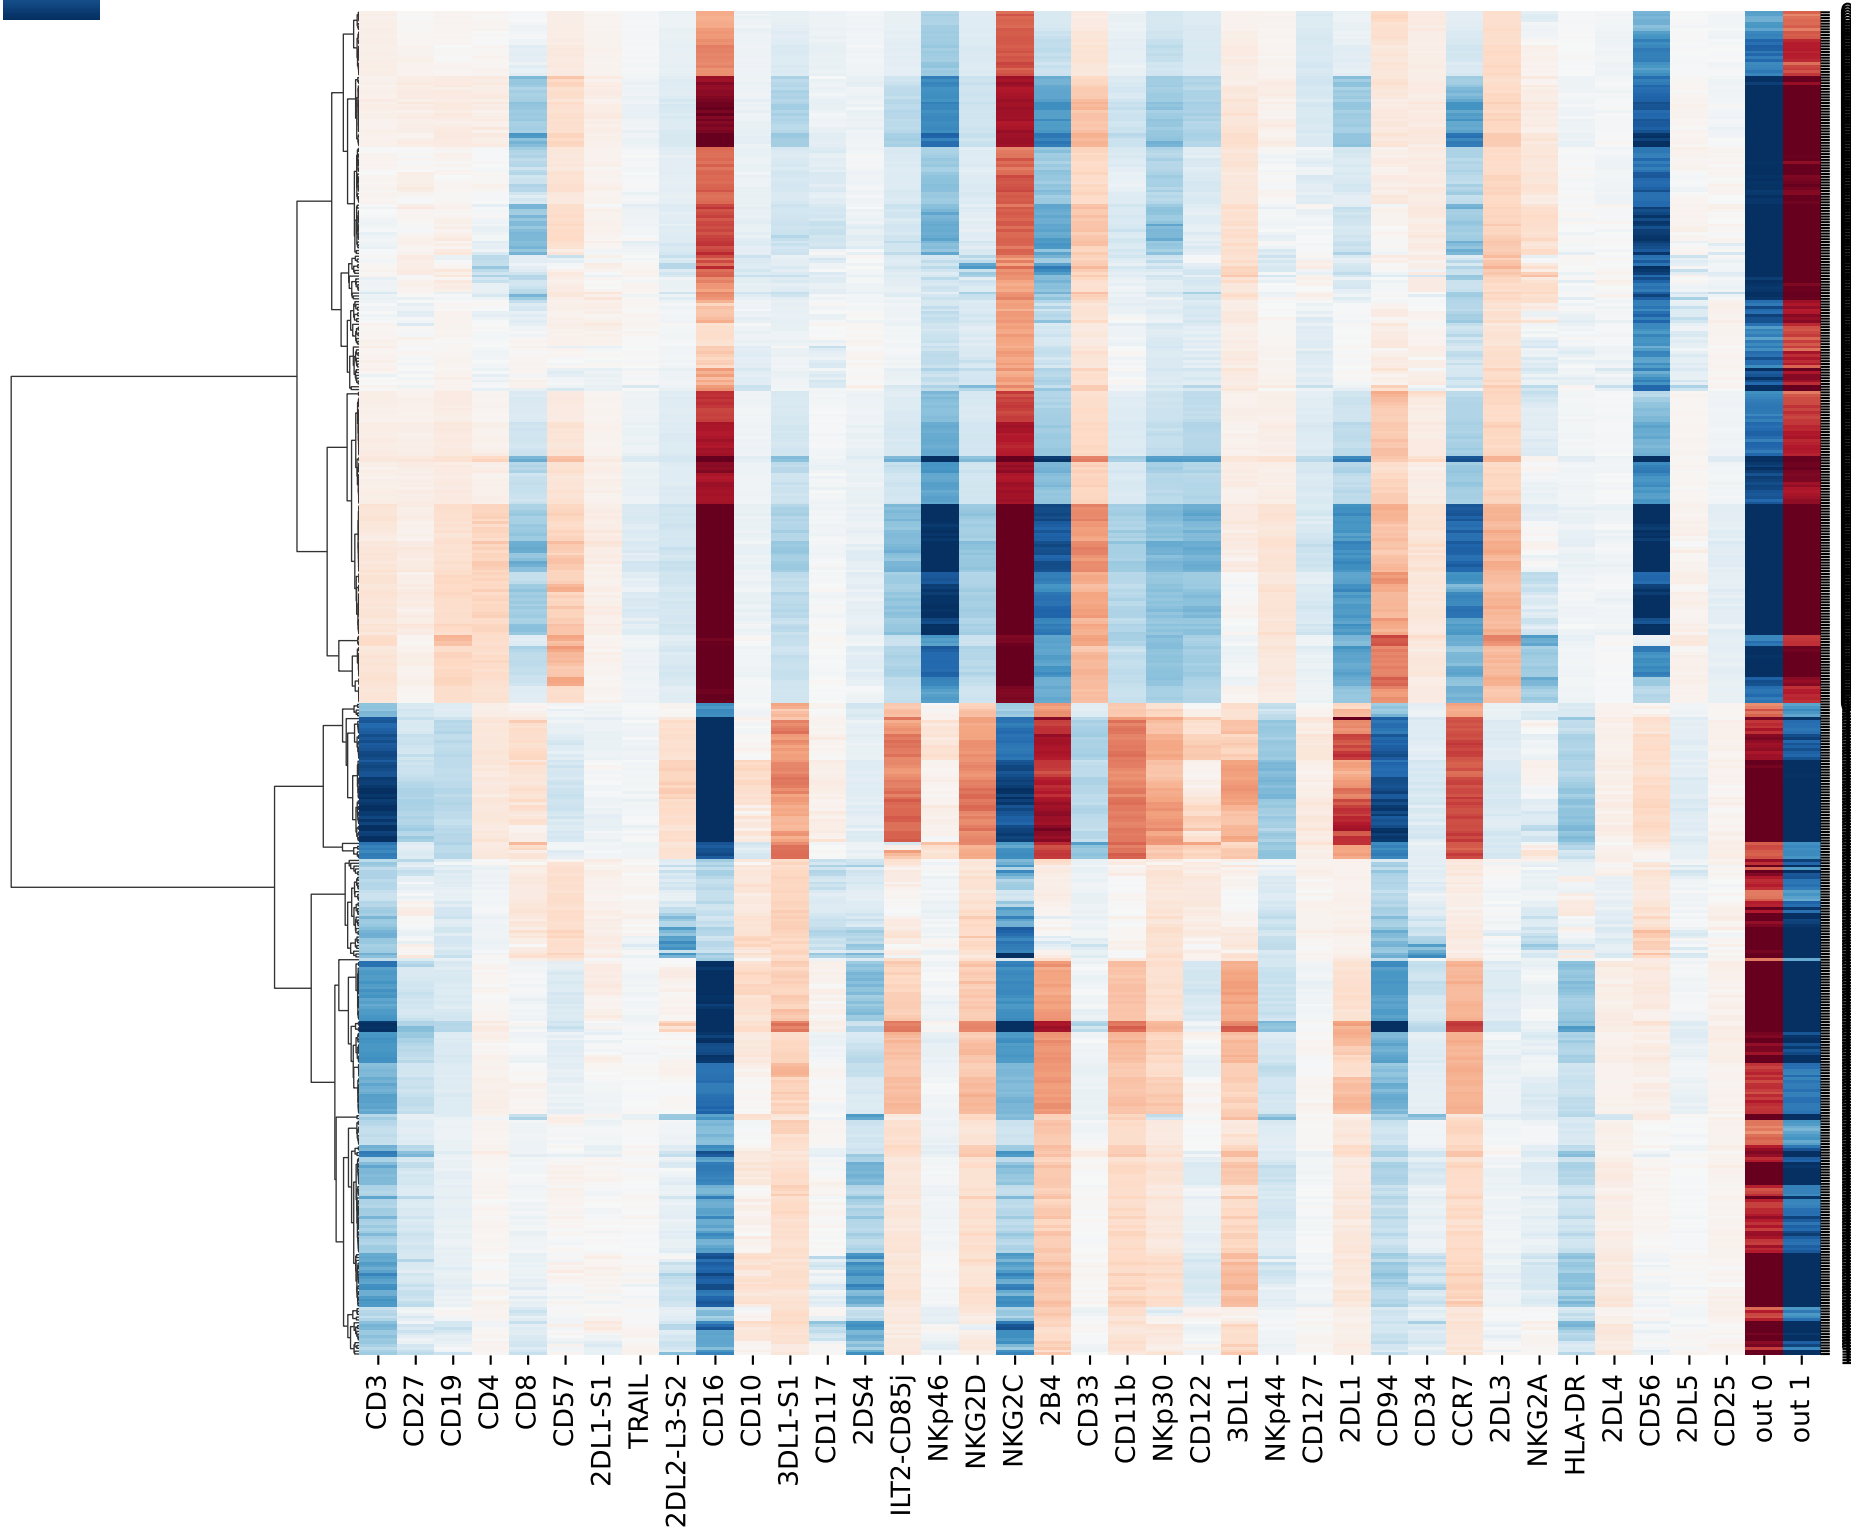 CD3
CD27
CD19
CD4
CD8
CD57
2DL1-S1
TRAIL
2DL2-L3-S2
CD16
CD10
3DL1-S1
CD117
2DS4
ILT2-CD85j
NKp46
NKG2D
NKG2C
2B4
CD33
CD11b
NKp30
CD122
3DL1
NKp44
CD127
2DL1
CD94
CD34
CCR7
2DL3
NKG2A
HLA-DR
2DL4
CD56
2DL5
CD25
out 0
out 1